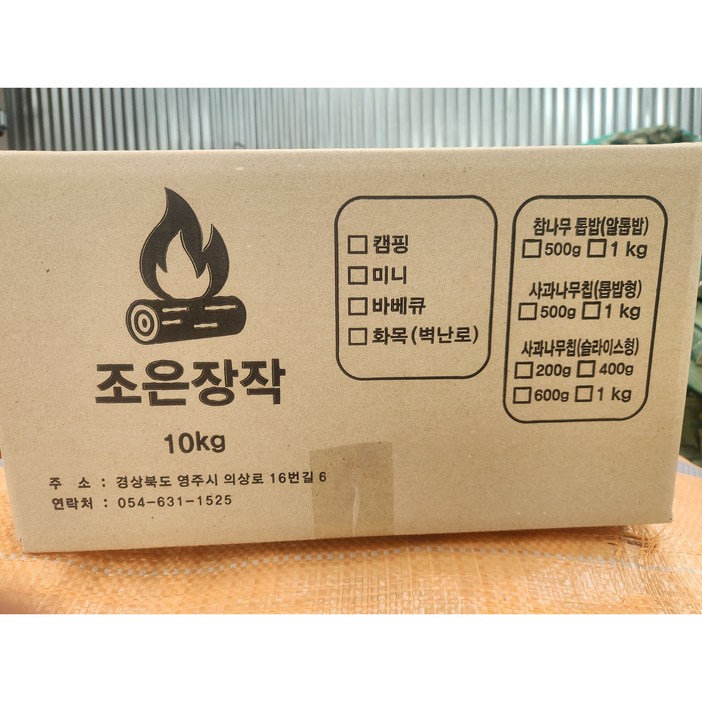 조은장작
10kg
주 소 : 경상북도 영주시 의상로 16번길 6
연락처 : 054-631-1525
□ 캠핑
□ 미니
□ 바베큐
□ 화목(벽난로)
참나무 톱밥(알톱밥)
□ 500g □ 1 kg
사과나무칩(톱밥형)
□ 500g □ 1 kg
사과나무칩(슬라이스형)
□ 200g □ 400g
□ 600g □ 1 kg